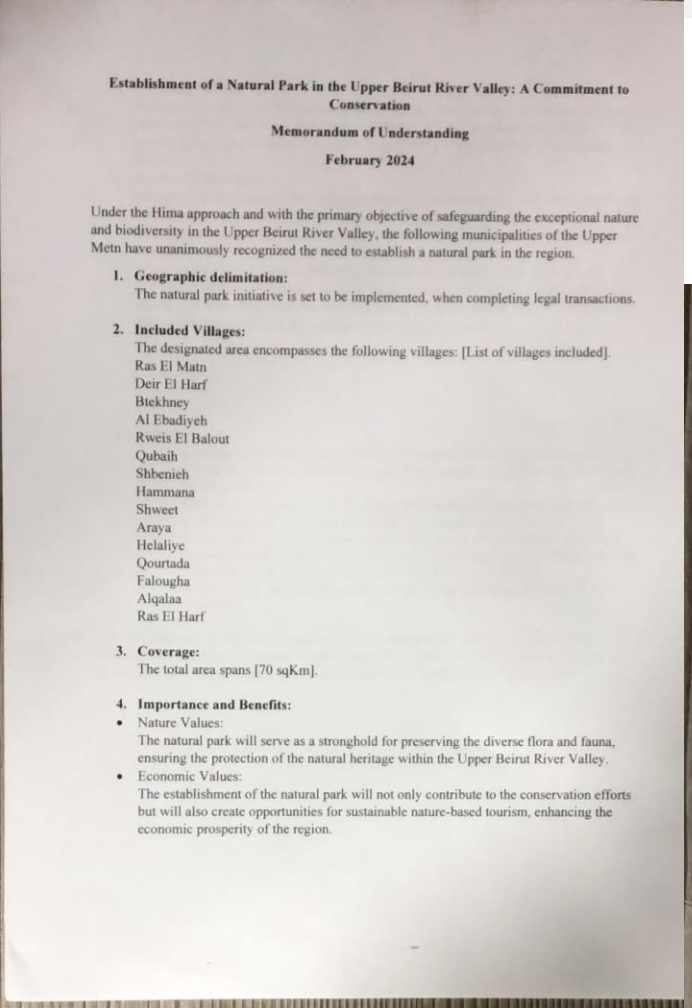 Establishment of a Natural Park in the Upper Beirut River Valley: A Commitment to
Conservation
Memorandum of Understanding
February 2024
Under the Hima approach and with the primary objective of safeguarding the exceptional nature
and biodiversity in the Upper Beirut River Valley, the following municipalities of the Upper
Metn have unanimously recognized the need to establish a natural park in the region.
1. Geographic delimitation:
The natural park initiative is set to be implemented, when completing legal transactions.
2. Included Villages:
The designated area encompasses the following villages: [List of villages included].
Ras El Matn
Deir El Harf
Btekhney
Al Ebadiyeh
Rweis El Balout
Qubaih
Shbenieh
Hammana
Shweet
Araya
Helaliye
Qourtada
Falougha
Alqalaa
Ras El Harf
3. Coverage:
The total area spans [70 sqKm].
4. Importance and Benefits:
• Nature Values:
The natural park will serve as a stronghold for preserving the diverse flora and fauna,
ensuring the protection of the natural heritage within the Upper Beirut River Valley.
• Economic Values:
The establishment of the natural park will not only contribute to the conservation efforts
but will also create opportunities for sustainable nature-based tourism, enhancing the
economic prosperity of the region.